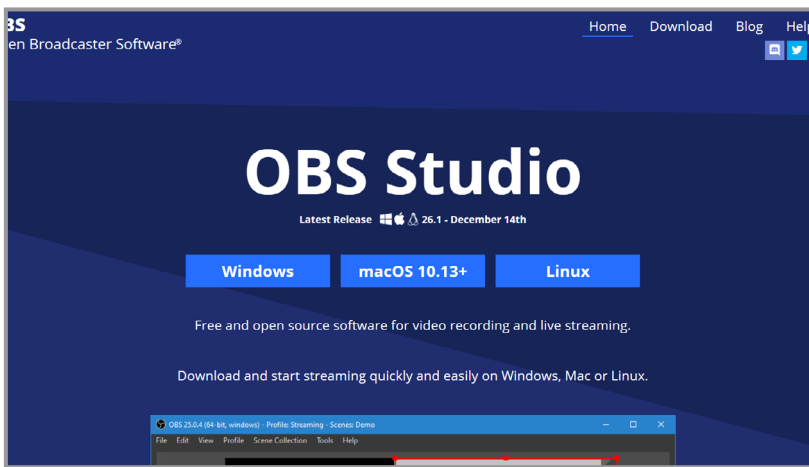 BS
en Broadcaster Software®
Home Download Blog Help
OBS Studio
Latest Release 26.1 - December 14th
Windows macOS 10.13+ Linux
Free and open source software for video recording and live streaming.
Download and start streaming quickly and easily on Windows, Mac or Linux.
OBS 25.0.4 (64-bit, windows) - Profile: Streaming - Scenes: Demo
File Edit View Profile Scene Collection Tools Help